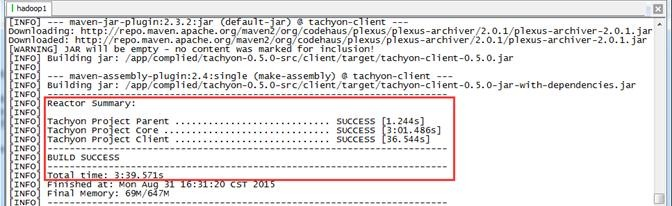 hadoop1
[INFO] --- maven-jar-plugin:2.3.2:jar (default-jar) @ tachyon-client ---
Downloading: http://repo.maven.apache.org/maven2/org/codehaus/plexus/plexus-archiver/2.0.1/plexus-archiver-2.0.1.jar
Downloaded: http://repo.maven.apache.org/maven2/org/codehaus/plexus/plexus-archiver/2.0.1/plexus-archiver-2.0.1.jar
[WARNING] JAR will be empty - no content was marked for inclusion!
[INFO] Building jar: /app/complied/tachyon-0.5.0-src/client/target/tachyon-client-0.5.0.jar
[INFO]
[INFO] --- maven-assembly-plugin:2.4:single (make-assembly) @ tachyon-client ---
[INFO] Building jar: /app/complied/tachyon-0.5.0-src/client/target/tachyon-client-0.5.0-jar-with-dependencies.jar
[INFO] ------------------------------------------------------------------------
[INFO] Reactor Summary:
[INFO]
[INFO] Tachyon Project Parent ............................ SUCCESS [1.244s]
[INFO] Tachyon Project Core .............................. SUCCESS [3:01.486s]
[INFO] Tachyon Project Client ............................ SUCCESS [36.544s]
[INFO] ------------------------------------------------------------------------
[INFO] BUILD SUCCESS
[INFO] ------------------------------------------------------------------------
[INFO] Total time: 3:39.571s
[INFO] Finished at: Mon Aug 31 16:31:20 CST 2015
[INFO] Final Memory: 69M/647M
[INFO] ------------------------------------------------------------------------